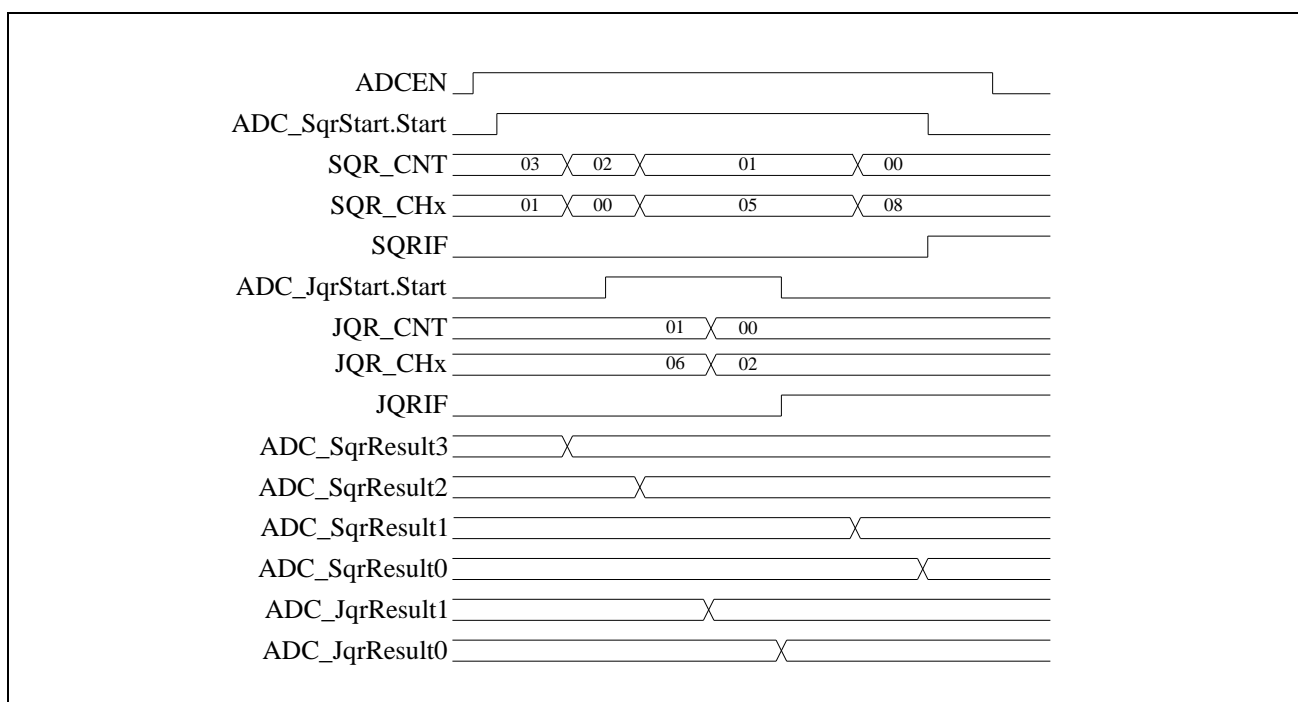 ADCEN
ADC_SqrStart.Start
SQR_CNT 03 02 01 00
SQR_CHx 01 00 05 08
SQRIF
ADC_JqrStart.Start
JQR_CNT 01 00
JQR_CHx 06 02
JQRIF
ADC_SqrResult3
ADC_SqrResult2
ADC_SqrResult1
ADC_SqrResult0
ADC_JqrResult1
ADC_JqrResult0